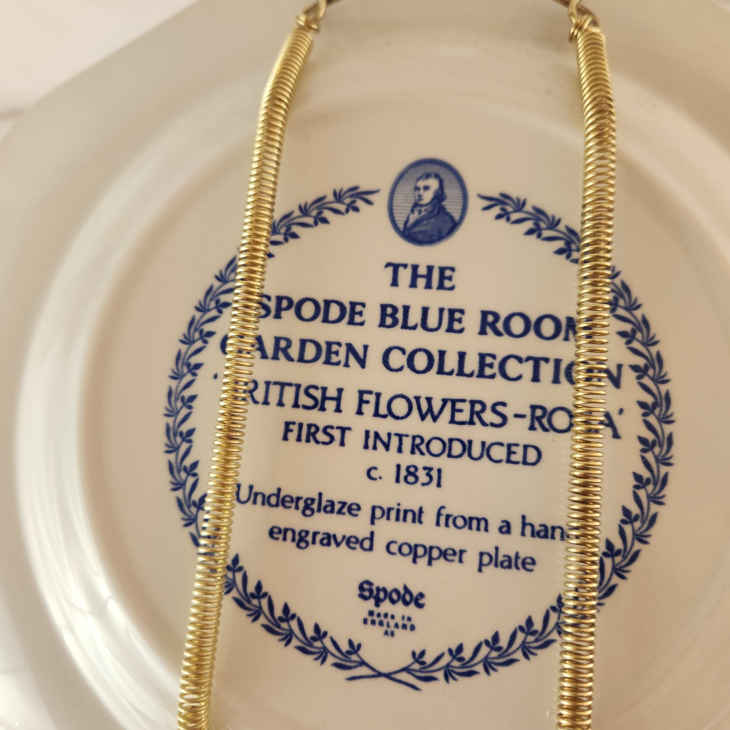 THE
SPODE BLUE ROOM
GARDEN COLLECTION
'BRITISH FLOWERS-ROSA'
FIRST INTRODUCED
c. 1831
Underglaze print from a hand
engraved copper plate
Spode
MADE IN
ENGLAND